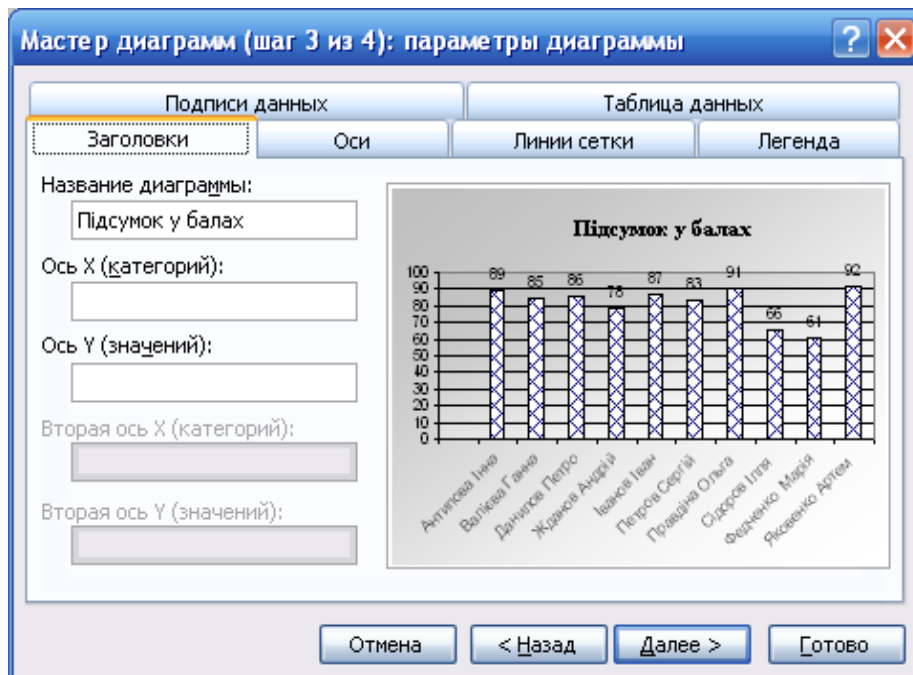 Мастер диаграмм (шаг 3 из 4): параметры диаграммы
Подписи данных
Таблица данных
Заголовки
Оси
Линии сетки
Легенда
Название диаграммы:
Підсумок у балах
Ось X (категорий):
Ось Y (значений):
Вторая ось X (категорий):
Вторая ось Y (значений):
Підсумок у балах
100
90
80
70
60
50
40
30
20
10
0
89
85
86
78
87
83
91
66
61
92
Антипова Інна
Валієва Ганна
Данилов Петро
Жданов Андрій
Іванов Іван
Петров Сергій
Правдіна Ольга
Сідоров Ілля
Федченко Марія
Яковенко Артем
Отмена
< Назад
Далее >
Готово